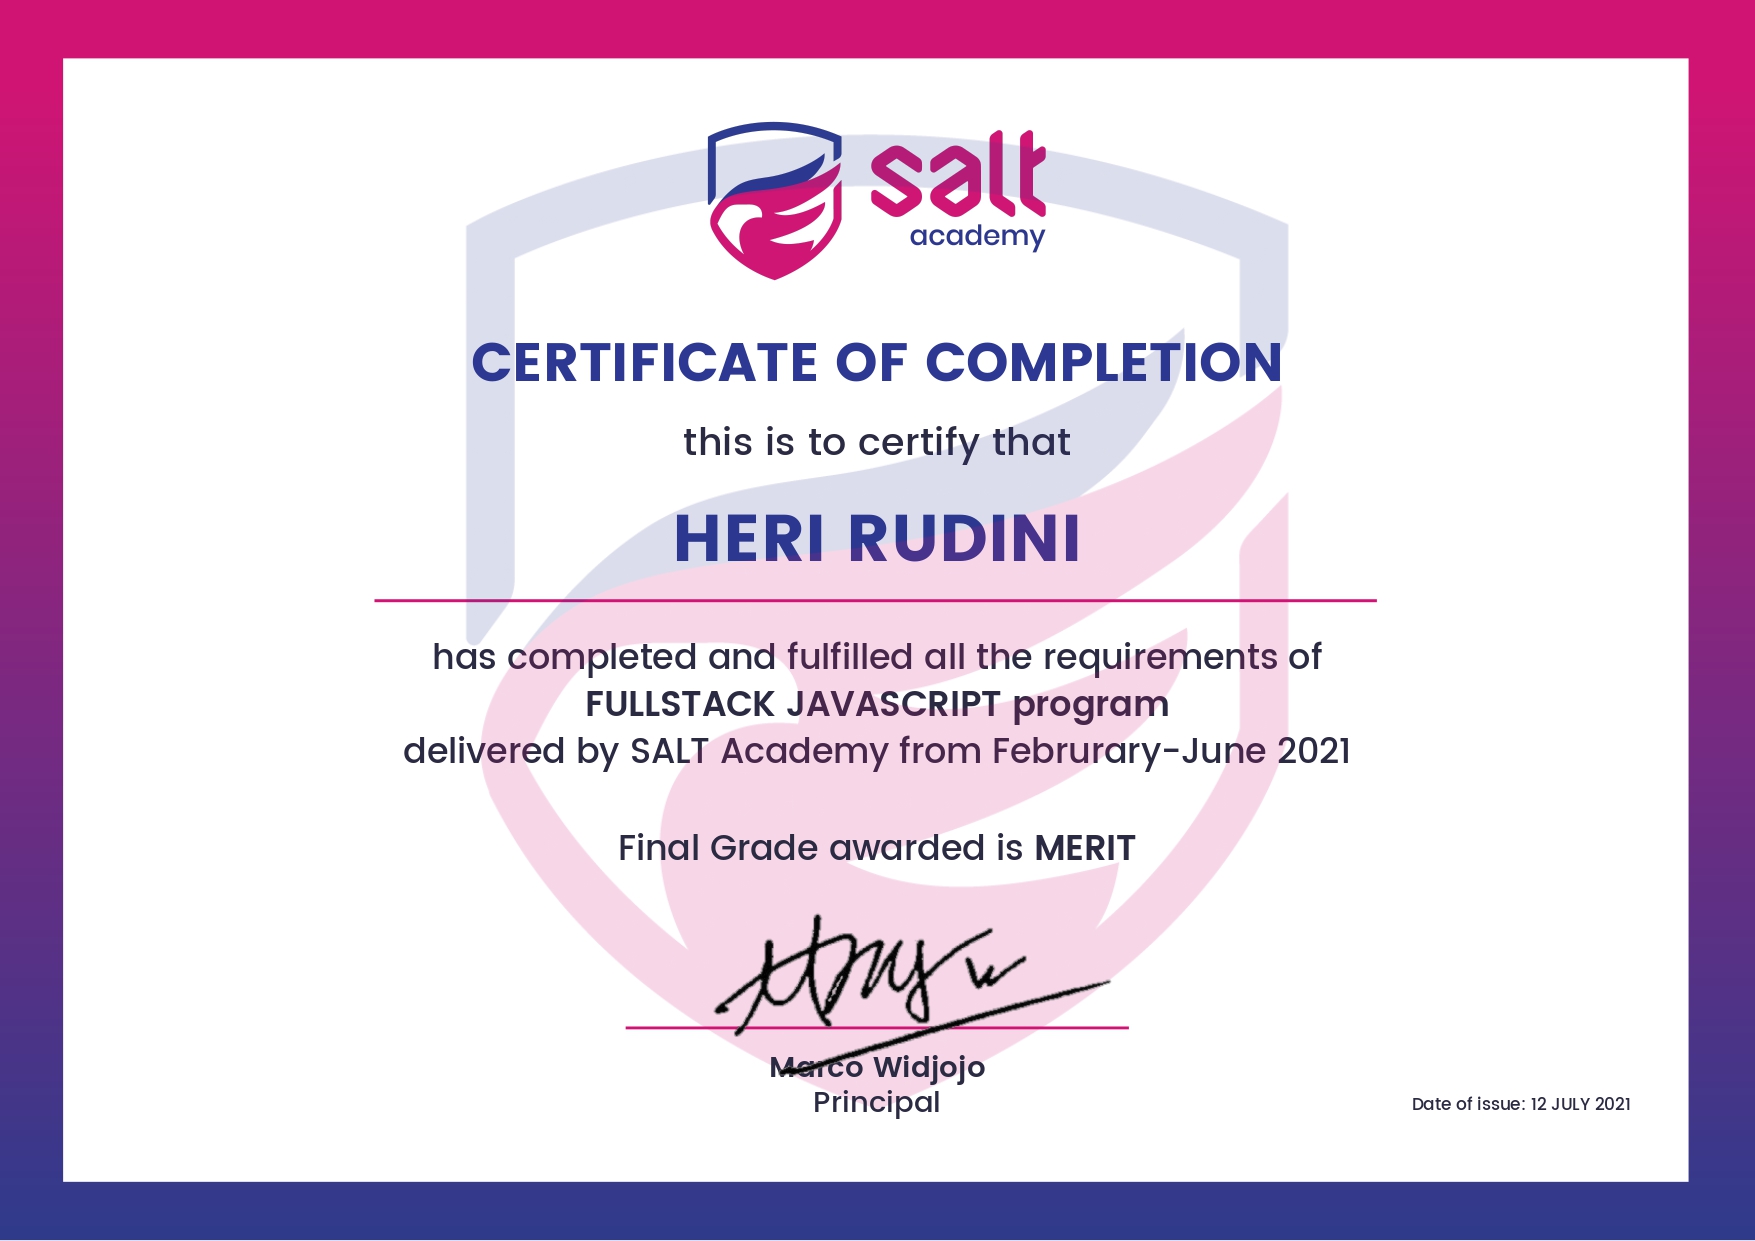 salt
academy
CERTIFICATE OF COMPLETION
this is to certify that
HERI RUDINI
has completed and fulfilled all the requirements of
FULLSTACK JAVASCRIPT program
delivered by SALT Academy from Februrary-June 2021
Final Grade awarded is MERIT
Marco Widjojo
Principal
Date of issue: 12 JULY 2021